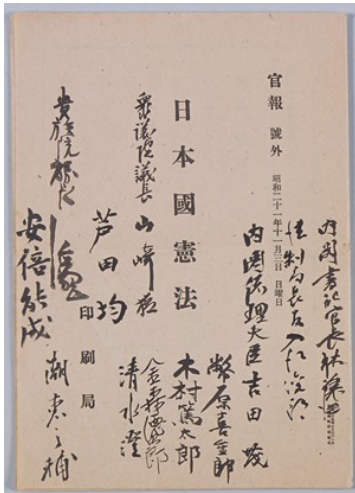 内閣書記官長林譲治
法制局長官入江俊郎
官報 號外 昭和二十一年十一月三日 日曜日
内閣総理大臣吉田茂
幣原喜重郎
日本國憲法
木村篤太郎
金森徳次郎
清水澄
衆議院議長 山崎猛
芦田均
印刷局
貴族院議長
安倍能成
潮恵之輔